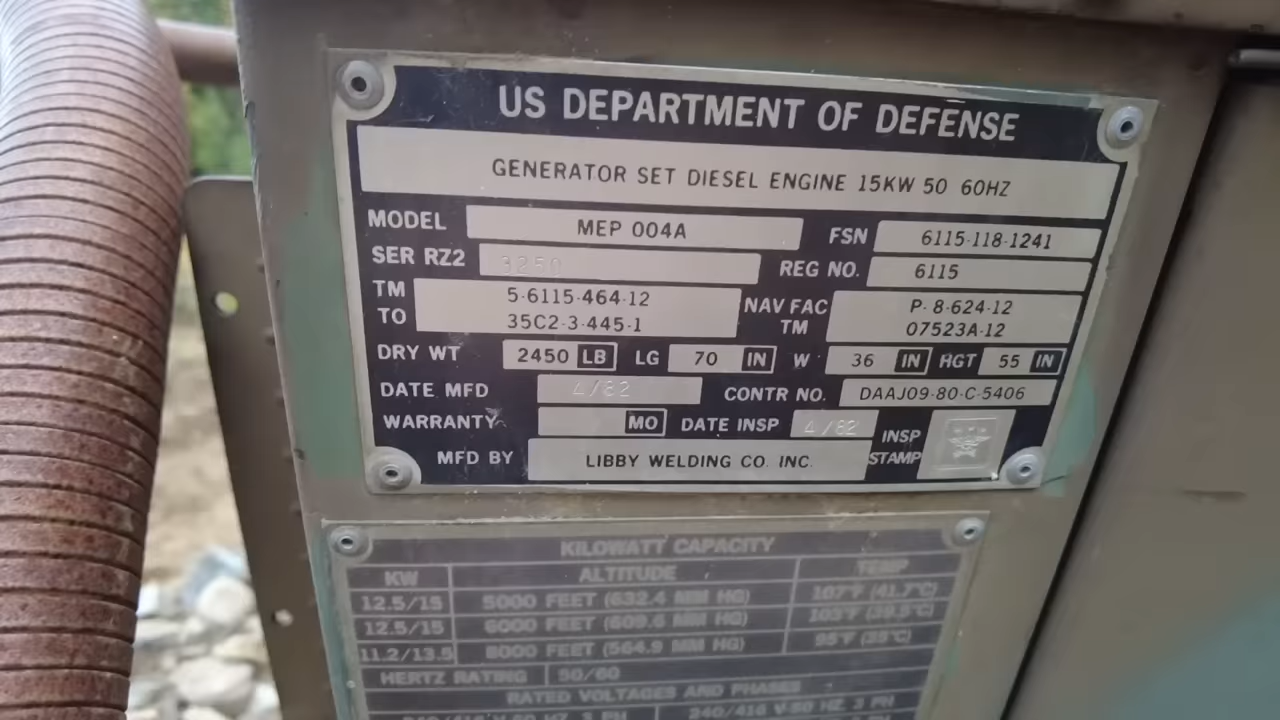 US DEPARTMENT OF DEFENSE
GENERATOR SET DIESEL ENGINE 15KW 50 60HZ
MODEL MEP 004A FSN 6115-118-1241
SER RZ2 3250 REG NO. 6115
TM 5-6115-464-12 NAV FAC P-8-624-12
TO 35C2-3-445-1 TM 07523A-12
DRY WT 2450 LB LG 70 IN W 36 IN HGT 55 IN
DATE MFD 4/82 CONTR NO. DAAJ09-80-C-5406
WARRANTY MO DATE INSP 4/82 INSP STAMP
MFD BY LIBBY WELDING CO. INC.
KILOWATT CAPACITY
KW ALTITUDE TEMP
12.5/15 5000 FEET (632.4 MM HG) 107°F (41.7°C)
12.5/15 6000 FEET (609.6 MM HG) 103°F (39.5°C)
11.2/13.5 8000 FEET (564.9 MM HG) 95°F (35°C)
HERTZ RATING 50/60
RATED VOLTAGES AND PHASES